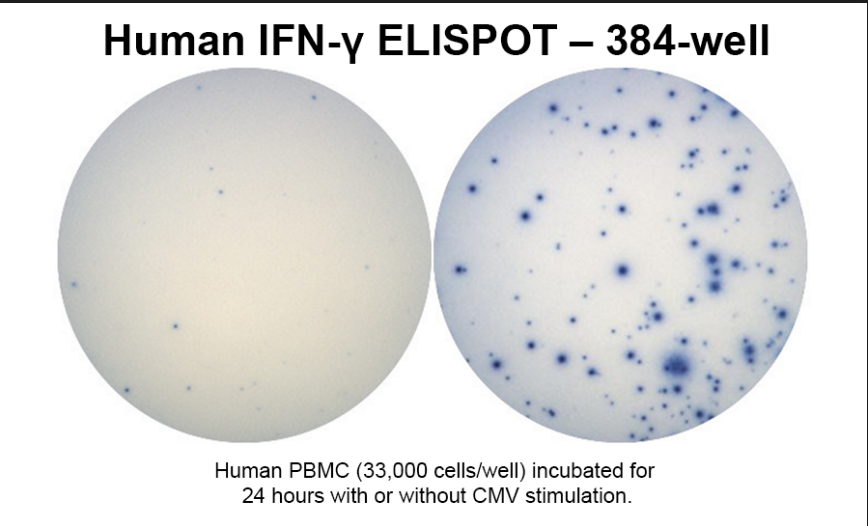 Human IFN-γ ELISPOT – 384-well
Human PBMC (33,000 cells/well) incubated for
24 hours with or without CMV stimulation.